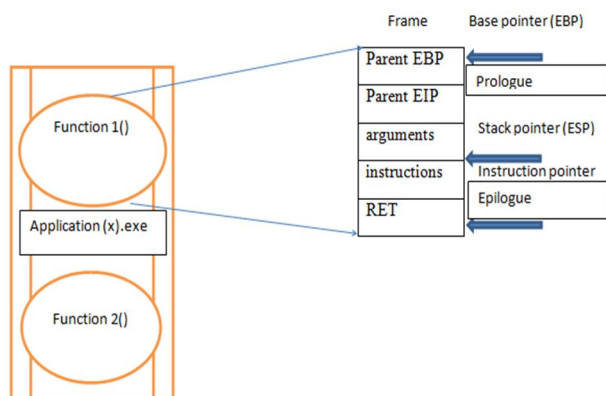 Frame
Base pointer (EBP)
Parent EBP
Prologue
Parent EIP
Function 1()
arguments
Stack pointer (ESP)
instructions
Instruction pointer
Epilogue
RET
Application (x).exe
Function 2()